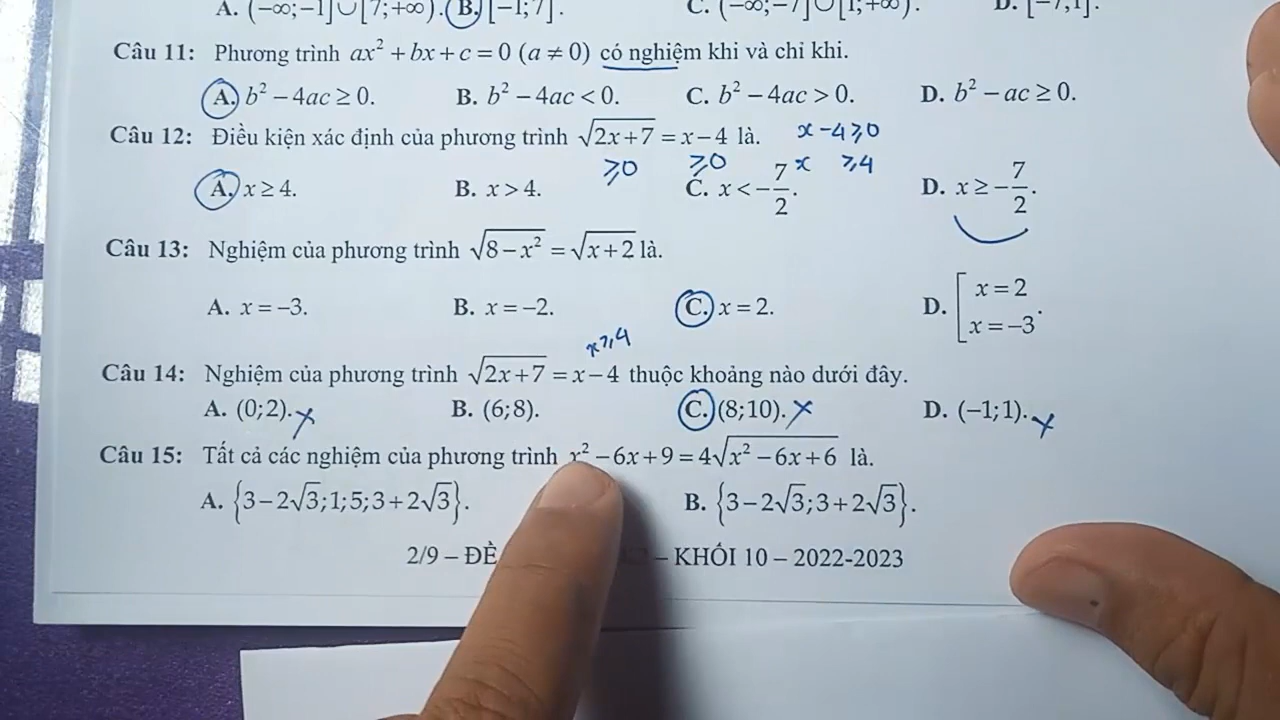 A. (−∞;−1]∪[7;+∞). B. [−1;7]. C. (−∞;−7]∪[1;+∞). D. [−7;1].
Câu 11: Phương trình ax² + bx + c = 0 (a ≠ 0) có nghiệm khi và chỉ khi.
A. b² − 4ac ≥ 0. B. b² − 4ac < 0. C. b² − 4ac > 0. D. b² − ac ≥ 0.
Câu 12: Điều kiện xác định của phương trình √(2x+7) = x − 4 là. x − 4 ≥ 0
≥0 ≥0 x ≥ 4
A. x ≥ 4. B. x > 4. C. x < −7/2. D. x ≥ −7/2.
Câu 13: Nghiệm của phương trình √(8−x²) = √(x+2) là.
A. x = −3. B. x = −2. C. x = 2. D. [x = 2
x = −3.
x ≥ 4
Câu 14: Nghiệm của phương trình √(2x+7) = x − 4 thuộc khoảng nào dưới đây.
A. (0;2). x B. (6;8). C. (8;10). x D. (−1;1). x
Câu 15: Tất cả các nghiệm của phương trình x² − 6x + 9 = 4√(x² − 6x + 6) là.
A. {3−2√3;1;5;3+2√3}. B. {3−2√3;3+2√3}.
2/9 – ĐỀ – KHỐI 10 – 2022-2023